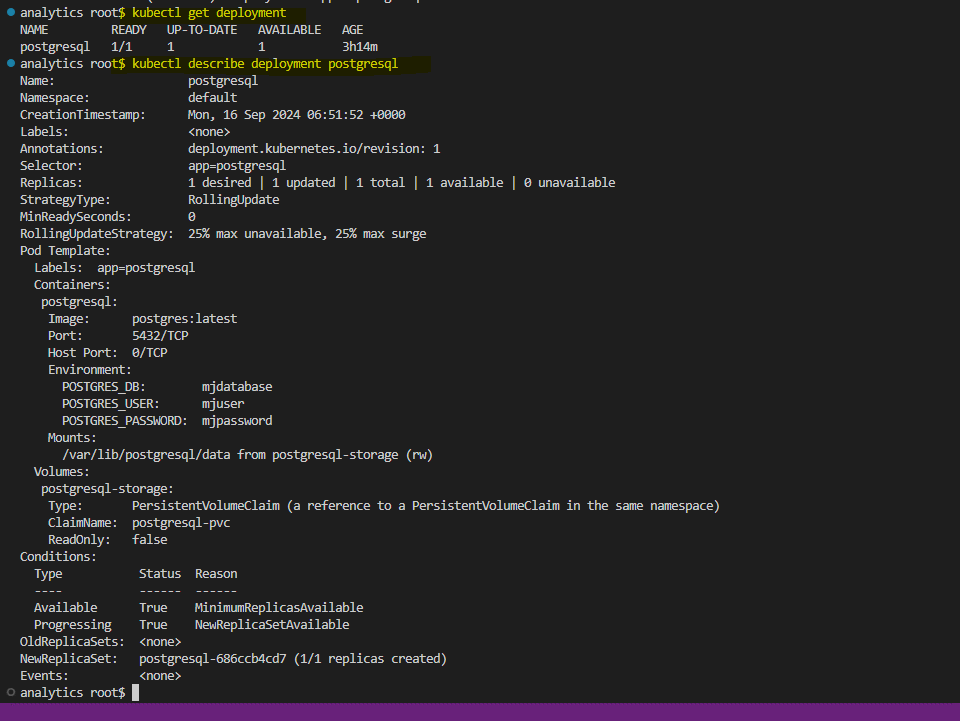 analytics root$ kubectl get deployment
NAME         READY   UP-TO-DATE   AVAILABLE   AGE
postgresql   1/1     1            1           3h14m
analytics root$ kubectl describe deployment postgresql
Name:                   postgresql
Namespace:              default
CreationTimestamp:      Mon, 16 Sep 2024 06:51:52 +0000
Labels:                 <none>
Annotations:            deployment.kubernetes.io/revision: 1
Selector:               app=postgresql
Replicas:               1 desired | 1 updated | 1 total | 1 available | 0 unavailable
StrategyType:           RollingUpdate
MinReadySeconds:        0
RollingUpdateStrategy:  25% max unavailable, 25% max surge
Pod Template:
  Labels:  app=postgresql
  Containers:
   postgresql:
    Image:      postgres:latest
    Port:       5432/TCP
    Host Port:  0/TCP
    Environment:
      POSTGRES_DB:        mjdatabase
      POSTGRES_USER:      mjuser
      POSTGRES_PASSWORD:  mjpassword
    Mounts:
      /var/lib/postgresql/data from postgresql-storage (rw)
  Volumes:
   postgresql-storage:
    Type:       PersistentVolumeClaim (a reference to a PersistentVolumeClaim in the same namespace)
    ClaimName:  postgresql-pvc
    ReadOnly:   false
Conditions:
  Type           Status  Reason
  ----           ------  ------
  Available      True    MinimumReplicasAvailable
  Progressing    True    NewReplicaSetAvailable
OldReplicaSets:  <none>
NewReplicaSet:   postgresql-686ccb4cd7 (1/1 replicas created)
Events:          <none>
analytics root$